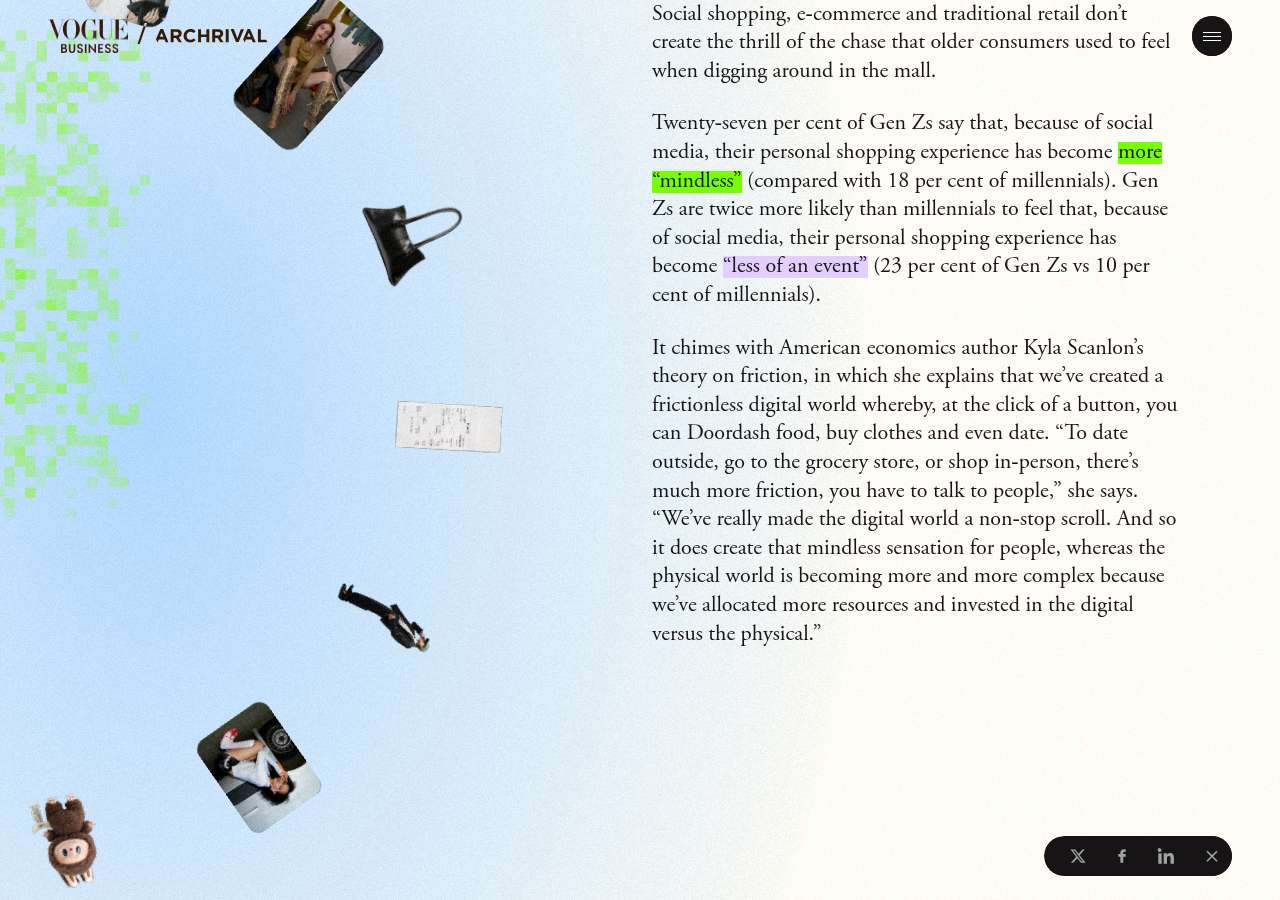 VOGUE
BUSINESS
/ ARCHRIVAL
Social shopping, e-commerce and traditional retail don’t
create the thrill of the chase that older consumers used to feel
when digging around in the mall.
Twenty-seven per cent of Gen Zs say that, because of social
media, their personal shopping experience has become more
“mindless” (compared with 18 per cent of millennials). Gen
Zs are twice more likely than millennials to feel that, because
of social media, their personal shopping experience has
become “less of an event” (23 per cent of Gen Zs vs 10 per
cent of millennials).
It chimes with American economics author Kyla Scanlon’s
theory on friction, in which she explains that we’ve created a
frictionless digital world whereby, at the click of a button, you
can Doordash food, buy clothes and even date. “To date
outside, go to the grocery store, or shop in-person, there’s
much more friction, you have to talk to people,” she says.
“We’ve really made the digital world a non-stop scroll. And so
it does create that mindless sensation for people, whereas the
physical world is becoming more and more complex because
we’ve allocated more resources and invested in the digital
versus the physical.”